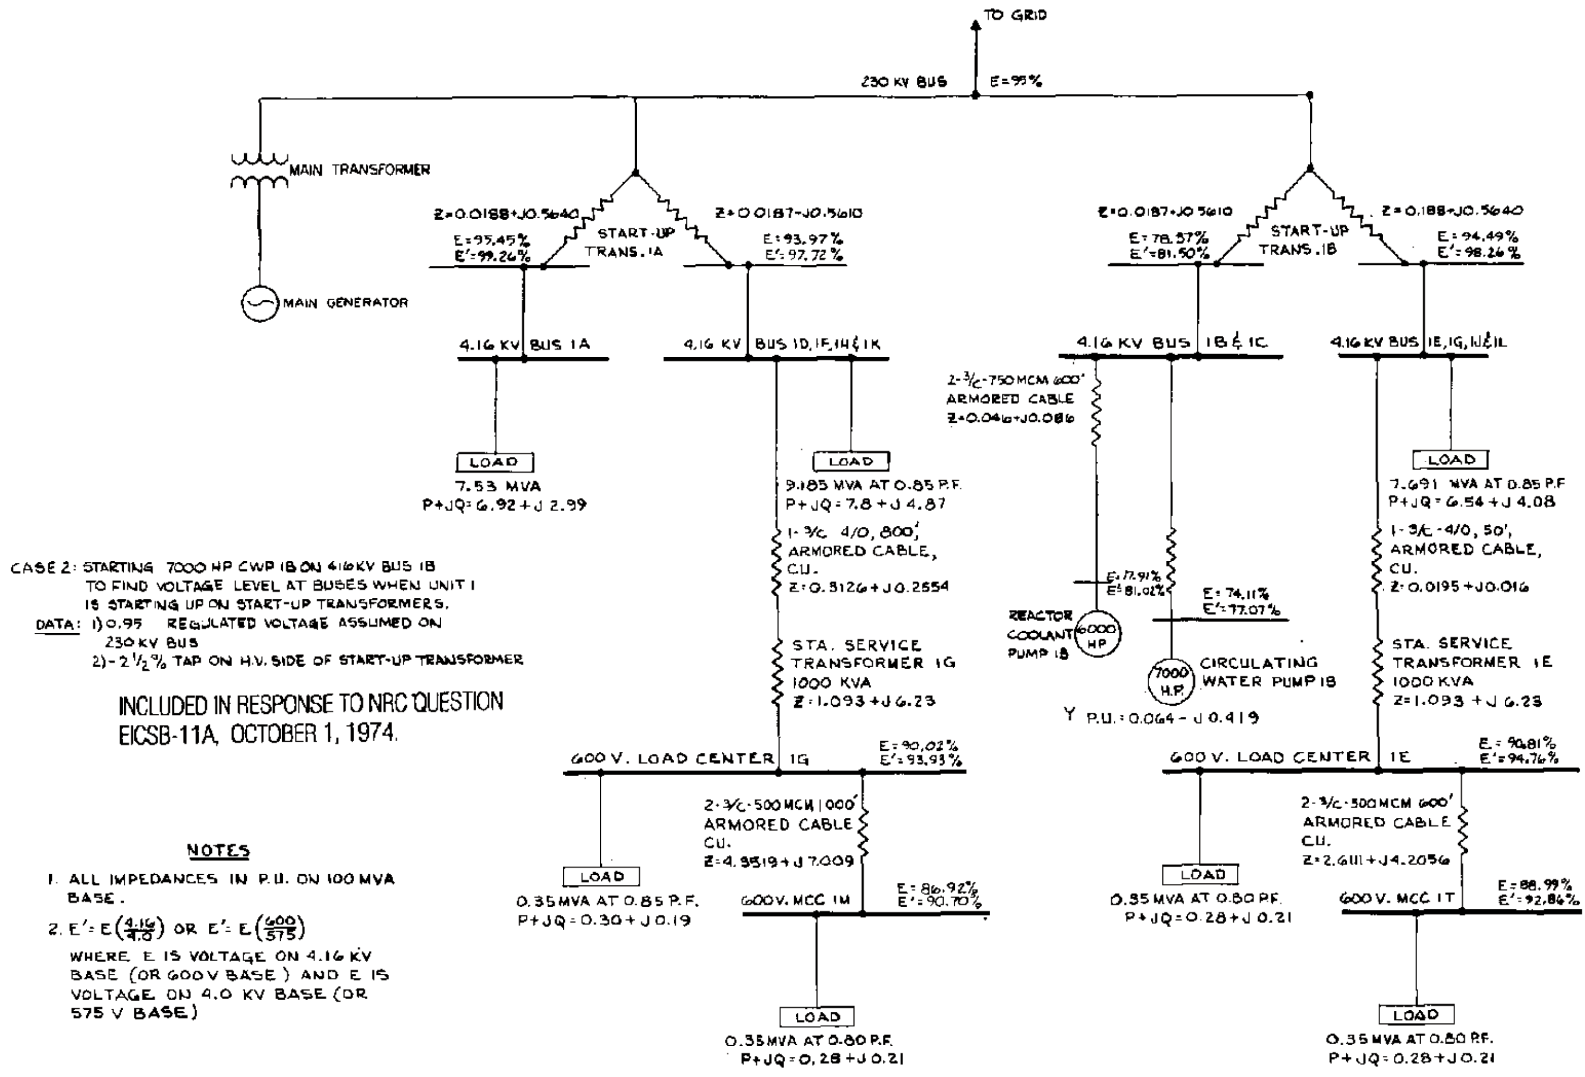 TO GRID
230 KV BUS E=95%
MAIN TRANSFORMER
MAIN GENERATOR
Z=0.0188+J0.5640
E=95.45%
E'=99.26%
START-UP
TRANS.1A
Z=0.0187-J0.5610
E=93.97%
E'=97.72%
Z=0.0187+J0.5610
E=78.37%
E'=81.50%
START-UP
TRANS.1B
Z=0.188+J0.5640
E=94.49%
E'=98.26%
4.16 KV BUS 1A
4.16 KV BUS 1D,1F,1H&1K
4.16 KV BUS 1B & 1C
4.16 KV BUS 1E,1G,1J&1L
LOAD
7.53 MVA
P+JQ=6.92+J 2.99
LOAD
9.185 MVA AT 0.85 P.F.
P+JQ=7.8+J4.87
1-3/C 4/0, 800',
ARMORED CABLE,
CU.
Z=0.3126+J0.2554
STA. SERVICE
TRANSFORMER 1G
1000 KVA
Z=1.093+J6.23
2-3/C-750 MCM 600'
ARMORED CABLE
Z=0.046+J0.086
E=77.91%
E'=81.02%
REACTOR
COOLANT
PUMP 1B
6000
HP
E=74.11%
E'=77.07%
7000
H.P.
CIRCULATING
WATER PUMP 1B
Y P.U.=0.064-J0.419
LOAD
7.691 MVA AT 0.85 P.F
P+JQ=6.54+J4.08
1-3/C-4/0, 50',
ARMORED CABLE,
CU.
Z=0.0195+J0.016
STA. SERVICE
TRANSFORMER 1E
1000 KVA
Z=1.093+J6.23
CASE 2: STARTING 7000 HP CWP 1B ON 416KV BUS 1B
TO FIND VOLTAGE LEVEL AT BUSES WHEN UNIT 1
IS STARTING UP ON START-UP TRANSFORMERS.
DATA: 1) 0.95 REGULATED VOLTAGE ASSUMED ON
230 KV BUS
2)-2 1/2% TAP ON H.V. SIDE OF START-UP TRANSFORMER
INCLUDED IN RESPONSE TO NRC QUESTION
EICSB-11A, OCTOBER 1, 1974.
600 V. LOAD CENTER 1G
E=90.02%
E'=93.93%
2-3/C-500 MCM 1000'
ARMORED CABLE
CU.
Z=4.3519+J7.009
LOAD
0.35 MVA AT 0.85 P.F.
P+JQ=0.30+J0.19
600V. MCC 1M
E=86.92%
E'=90.70%
LOAD
0.35 MVA AT 0.80 P.F.
P+JQ=0.28+J0.21
600 V. LOAD CENTER 1E
E=90.81%
E'=94.76%
2-3/C-500 MCM 600'
ARMORED CABLE
CU.
Z=2.6111+J4.2056
LOAD
0.35 MVA AT 0.80 P.F.
P+JQ=0.28+J0.21
600 V. MCC 1T
E=88.99%
E'=92.86%
LOAD
0.35 MVA AT 0.80 P.F.
P+JQ=0.28+J0.21
NOTES
1. ALL IMPEDANCES IN P.U. ON 100 MVA
BASE.
2. E'=E(4.16/4.0) OR E'=E(600/575)
WHERE E IS VOLTAGE ON 4.16 KV
BASE (OR 600V BASE) AND E IS
VOLTAGE ON 4.0 KV BASE (OR
575 V BASE)